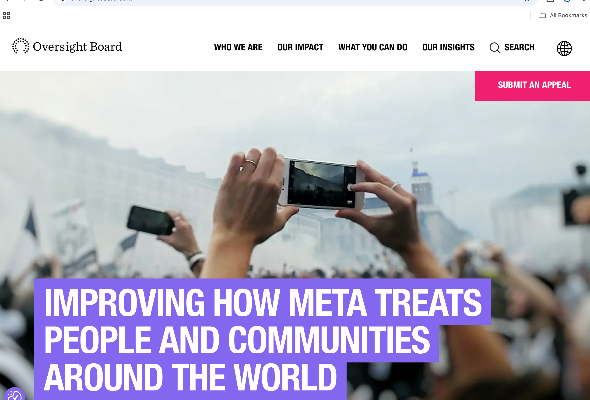 All Bookmarks
Oversight Board
WHO WE ARE OUR IMPACT WHAT YOU CAN DO OUR INSIGHTS SEARCH
SUBMIT AN APPEAL
IMPROVING HOW META TREATS
PEOPLE AND COMMUNITIES
AROUND THE WORLD